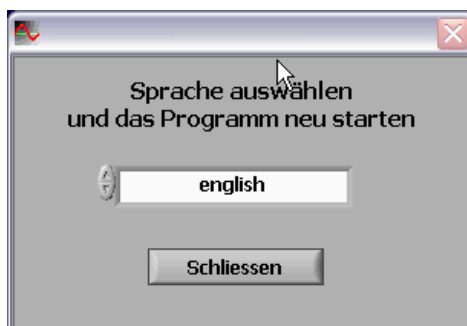 Sprache auswählen
und das Programm neu starten
english
Schliessen